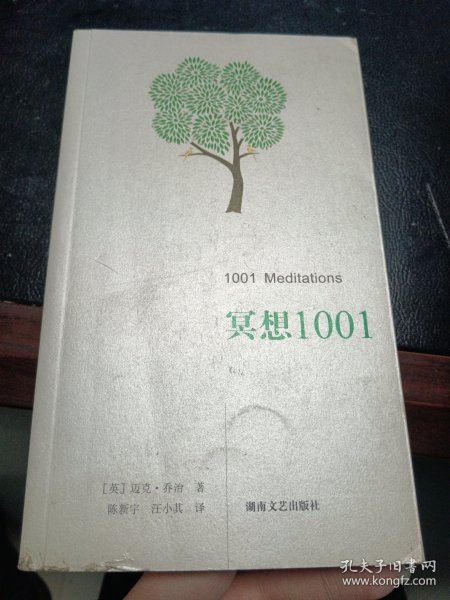 1001 Meditations
冥想1001
[英] 迈克·乔治 著
陈新宇 汪小其 译
湖南文艺出版社
孔夫子旧书网
www.kongfz.com